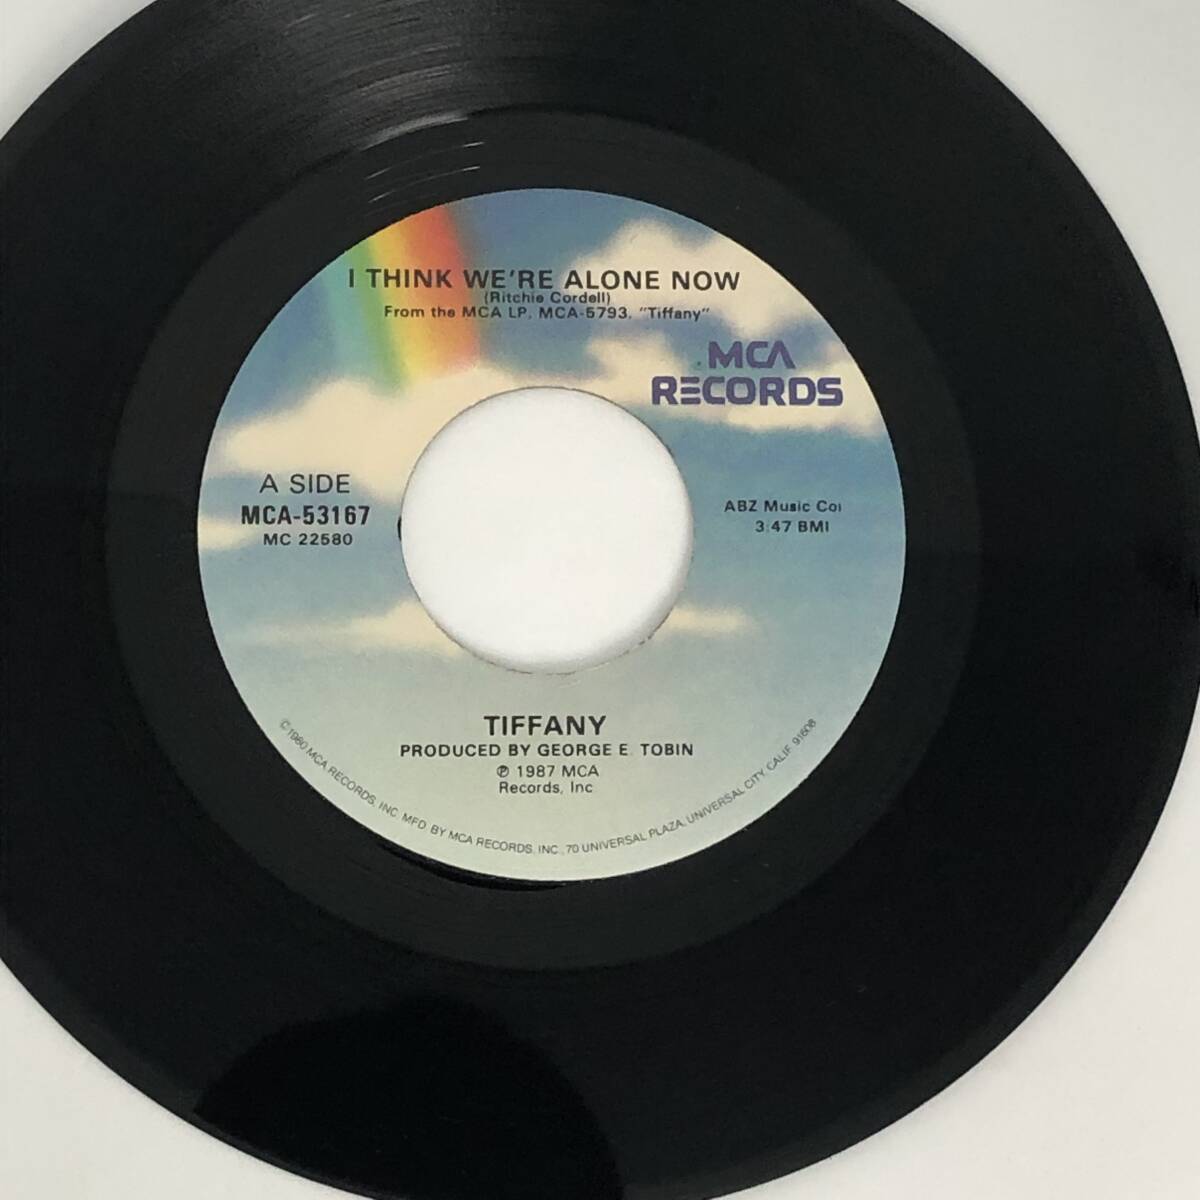 I THINK WE'RE ALONE NOW
(Ritchie Cordell)
From the MCA LP, MCA-5793, "Tiffany"
MCA
RECORDS
A SIDE
MCA-53167
MC 22580
ABZ Music Cor
3:47 BMI
TIFFANY
PRODUCED BY GEORGE E. TOBIN
℗ 1987 MCA
Records, Inc
© 1980 MCA RECORDS, INC. MFD. BY MCA RECORDS, INC., 70 UNIVERSAL PLAZA, UNIVERSAL CITY, CALIF. 91608